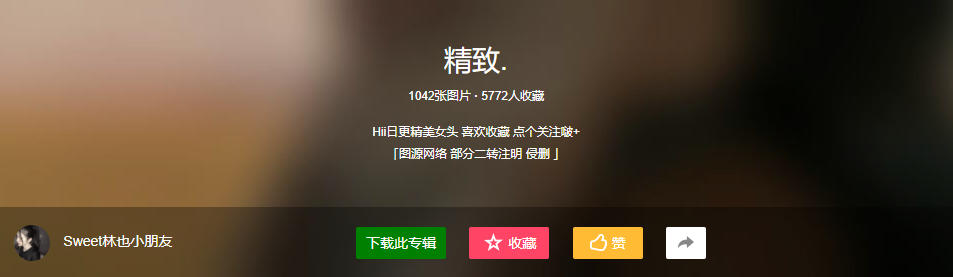 精致.
1042张图片 · 5772人收藏
Hii日更精美女头 喜欢收藏 点个关注啵+
「图源网络 部分二转注明 侵删 」
Sweet林也小朋友
下载此专辑
收藏
赞